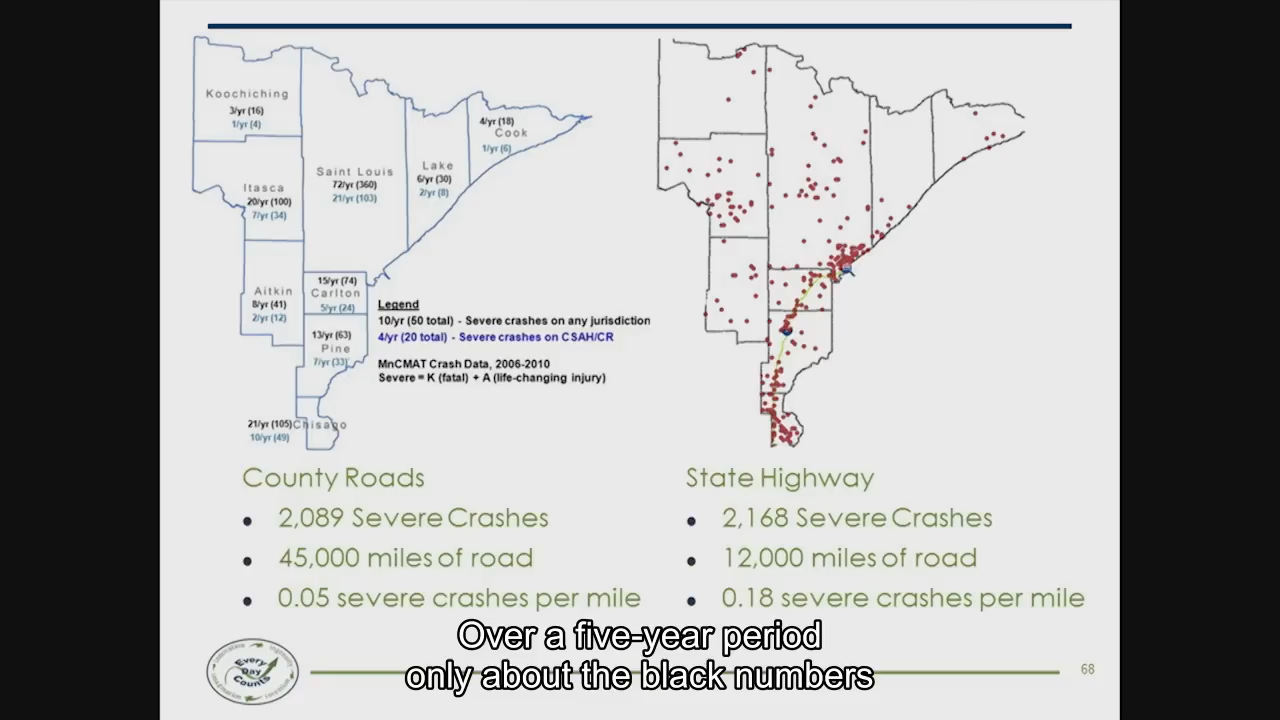 Koochiching
3/yr (16)
1/yr (4)
4/yr (18)
Cook
1/yr (6)
Saint Louis
72/yr (360)
21/yr (103)
Lake
6/yr (30)
2/yr (8)
Itasca
20/yr (100)
7/yr (34)
Aitkin
8/yr (41)
2/yr (12)
15/yr (74)
Carlton
5/yr (24)
13/yr (63)
Pine
7/yr (33)
21/yr (105) Chisago
10/yr (49)
Legend
10/yr (50 total) - Severe crashes on any jurisdiction
4/yr (20 total) - Severe crashes on CSAH/CR
MnCMAT Crash Data, 2006-2010
Severe = K (fatal) + A (life-changing injury)
County Roads
• 2,089 Severe Crashes
• 45,000 miles of road
• 0.05 severe crashes per mile
State Highway
• 2,168 Severe Crashes
• 12,000 miles of road
• 0.18 severe crashes per mile
Over a five-year period
only about the black numbers
Every
Day
Counts
68